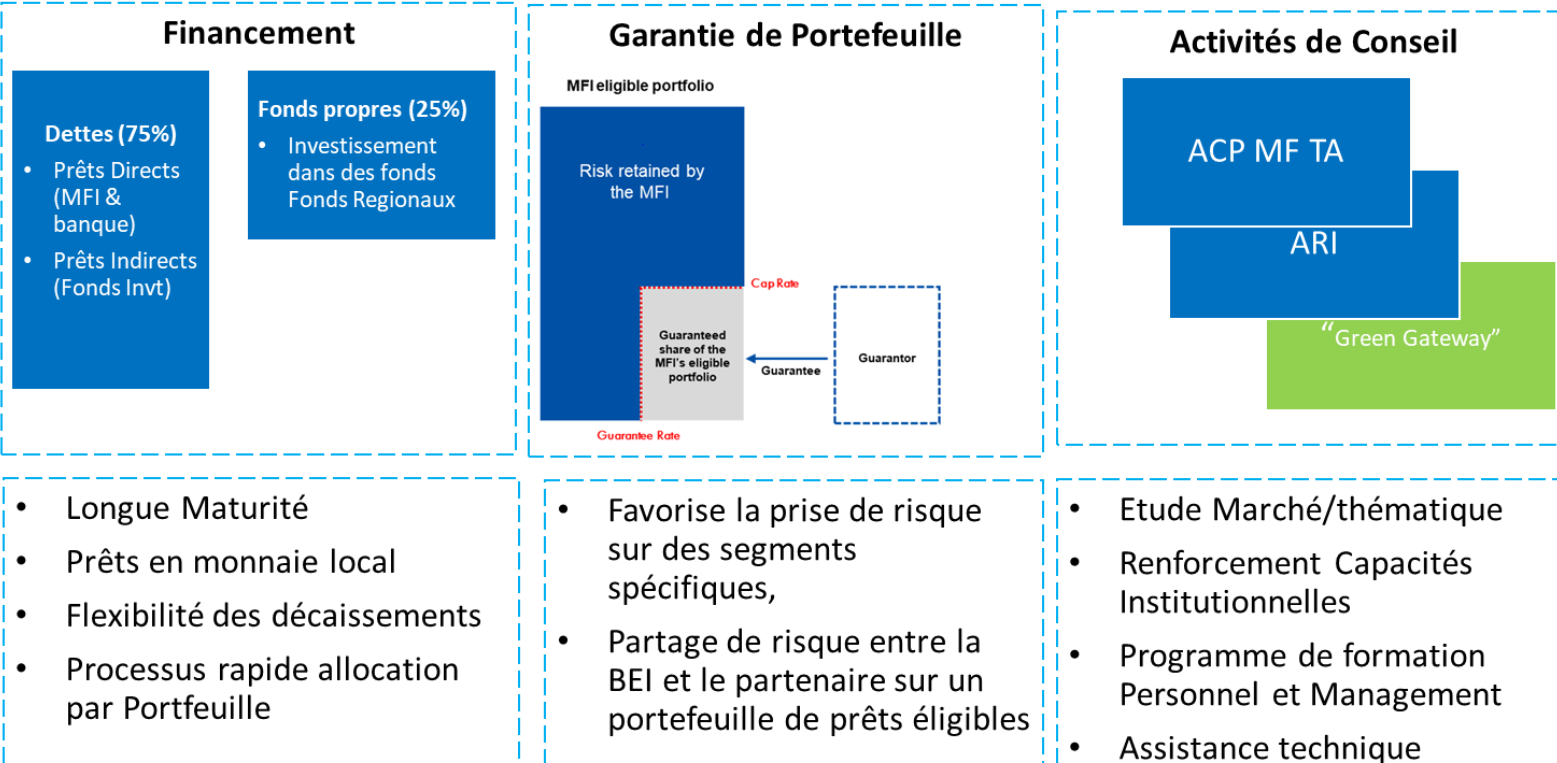 Financement
Dettes (75%)
• Prêts Directs
(MFI &
banque)
• Prêts Indirects
(Fonds Invt)
Fonds propres (25%)
• Investissement
dans des fonds
Fonds Regionaux
Garantie de Portefeuille
MFI eligible portfolio
Risk retained by
the MFI
Cap Rate
Guaranteed
share of the
MFI's eligible
portfolio
Guarantee
Guarantor
Guarantee Rate
Activités de Conseil
ACP MF TA
ARI
“Green Gateway”
• Longue Maturité
• Prêts en monnaie local
• Flexibilité des décaissements
• Processus rapide allocation
par Portfeuille
• Favorise la prise de risque
sur des segments
spécifiques,
• Partage de risque entre la
BEI et le partenaire sur un
portefeuille de prêts éligibles
• Etude Marché/thématique
• Renforcement Capacités
Institutionnelles
• Programme de formation
Personnel et Management
• Assistance technique